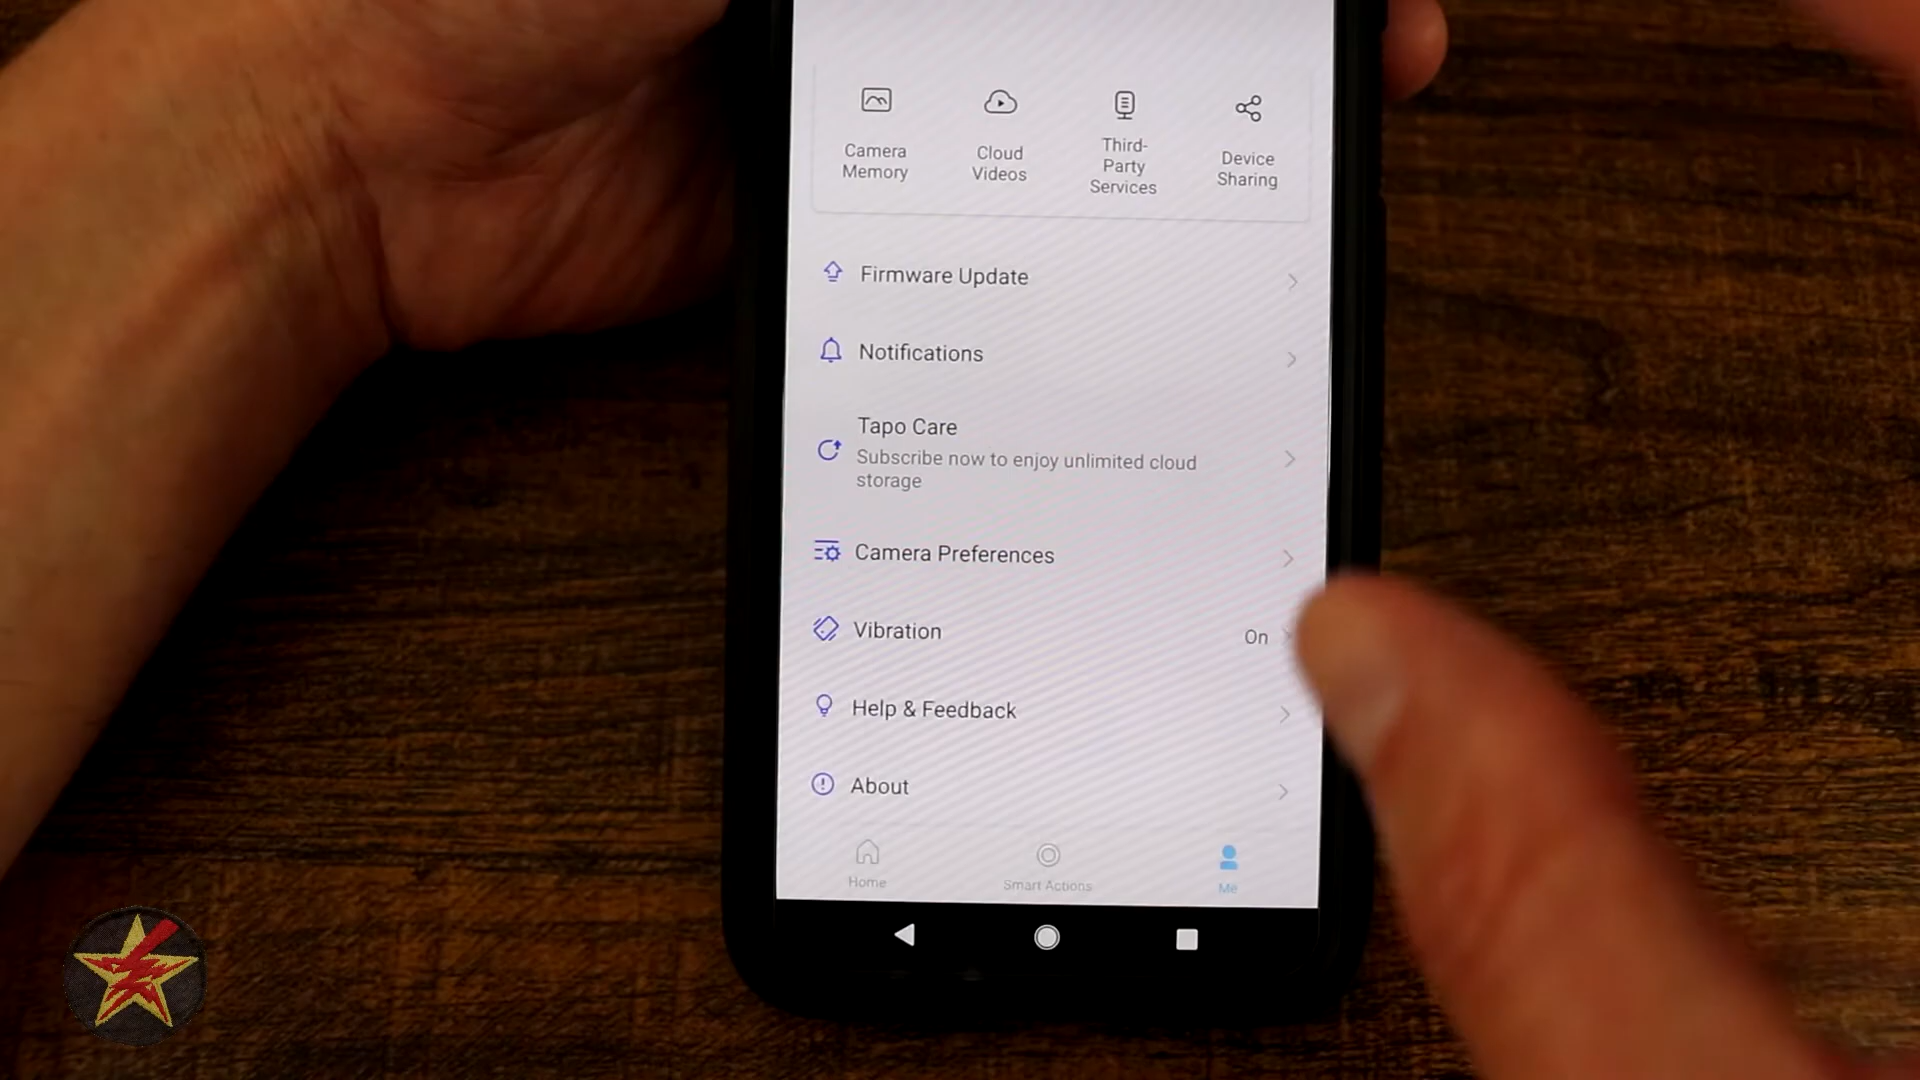 Camera
Memory
Cloud
Videos
Third-
Party
Services
Device
Sharing
Firmware Update
Notifications
Tapo Care
Subscribe now to enjoy unlimited cloud
storage
Camera Preferences
Vibration
On
Help & Feedback
About
Home
Smart Actions
Me